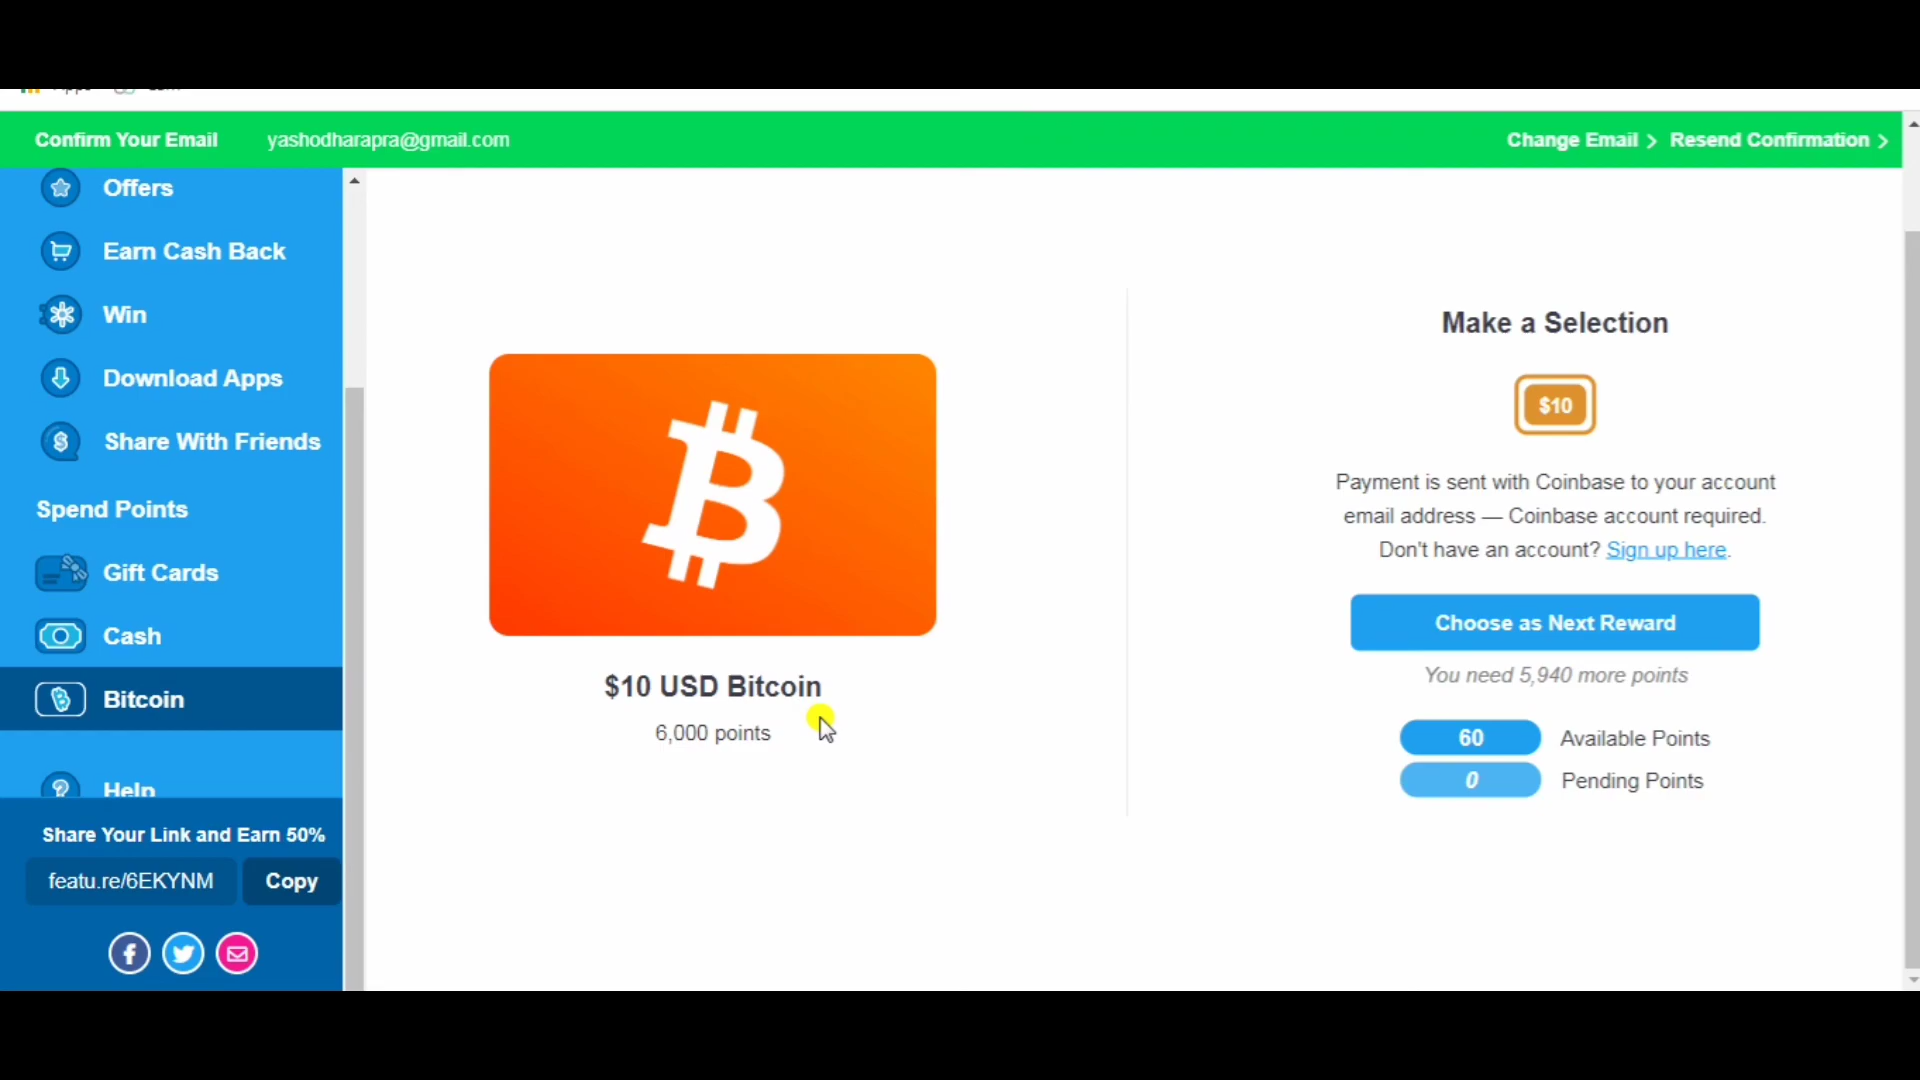 Confirm Your Email yashodharapra@gmail.com Change Email > Resend Confirmation >
Offers
Earn Cash Back
Win
Download Apps
Share With Friends
Spend Points
Gift Cards
Cash
Bitcoin
Help
Share Your Link and Earn 50%
featu.re/6EKYNM Copy
$10 USD Bitcoin
6,000 points
Make a Selection
$10
Payment is sent with Coinbase to your account
email address — Coinbase account required.
Don't have an account? Sign up here.
Choose as Next Reward
You need 5,940 more points
60 Available Points
0 Pending Points